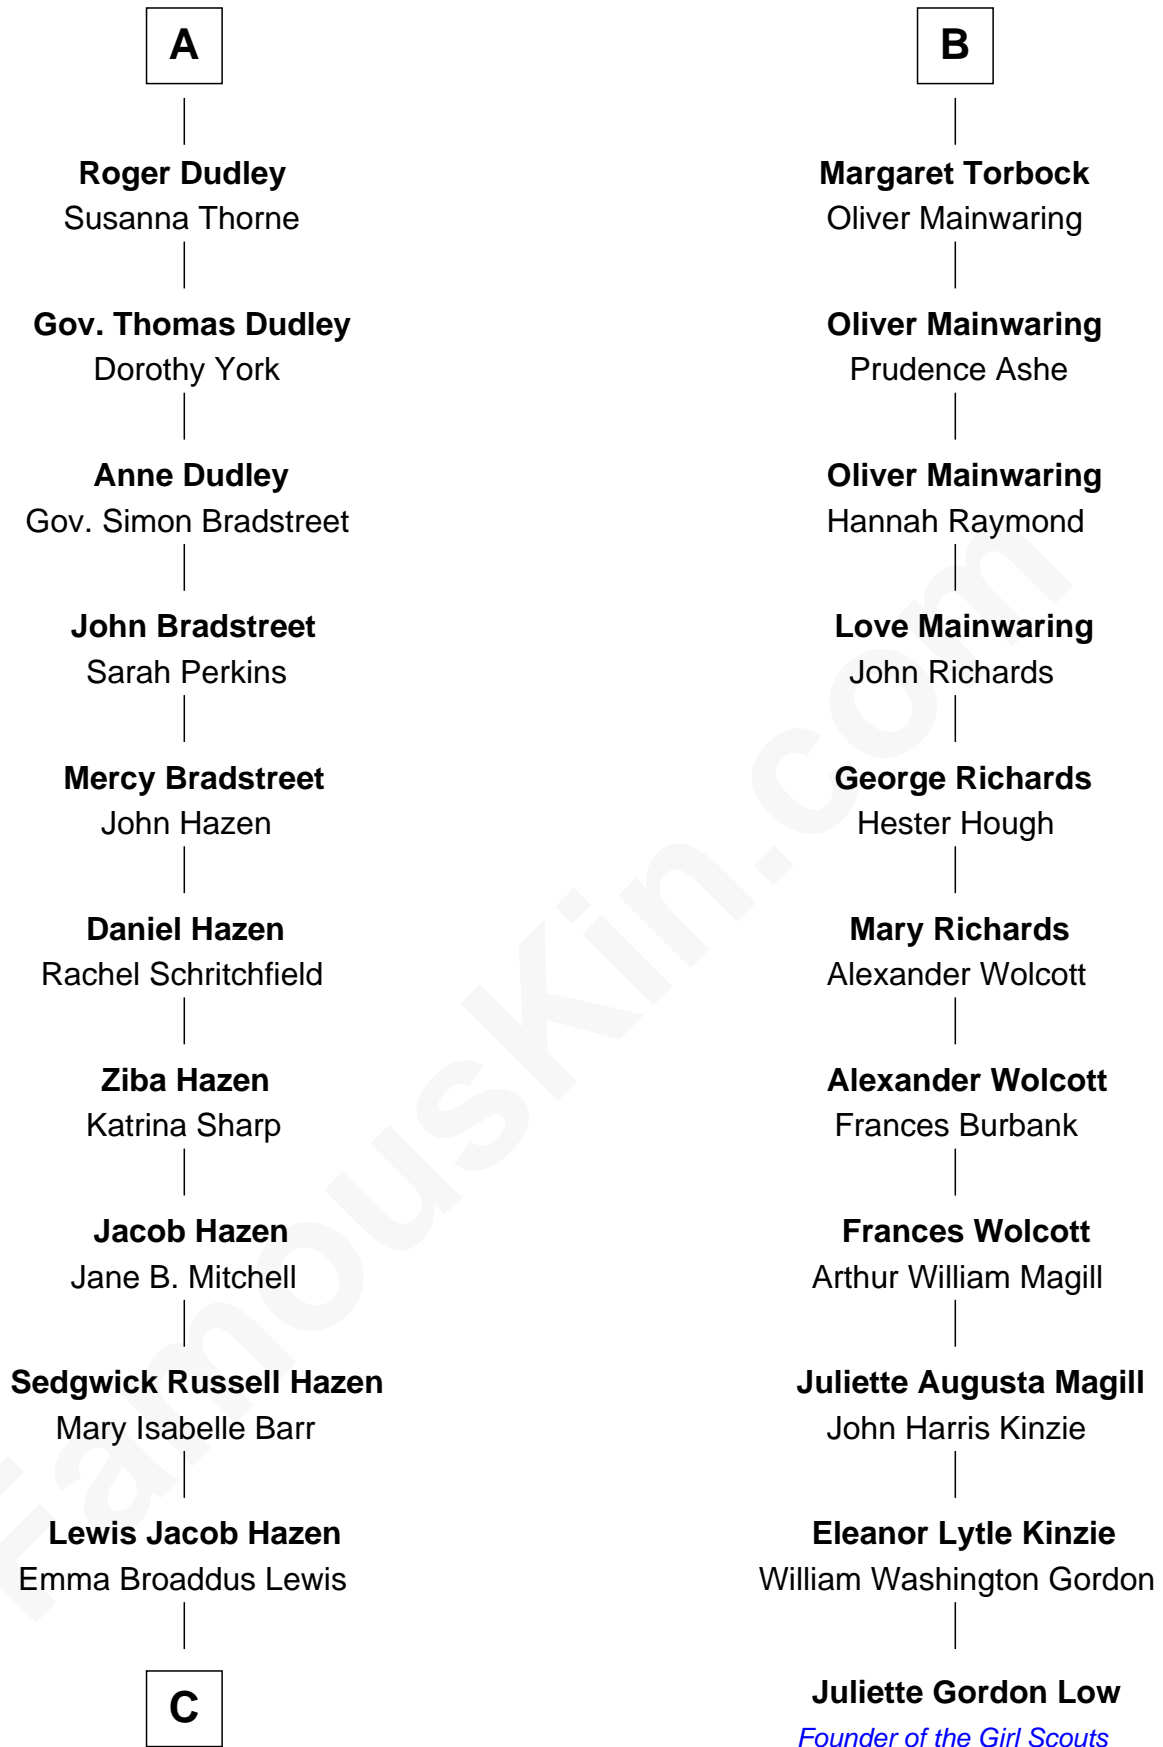 A
Roger Dudley
Susanna Thorne
Gov. Thomas Dudley
Dorothy York
Anne Dudley
Gov. Simon Bradstreet
John Bradstreet
Sarah Perkins
Mercy Bradstreet
John Hazen
Daniel Hazen
Rachel Schritchfield
Ziba Hazen
Katrina Sharp
Jacob Hazen
Jane B. Mitchell
Sedgwick Russell Hazen
Mary Isabelle Barr
Lewis Jacob Hazen
Emma Broaddus Lewis
C
B
Margaret Torbock
Oliver Mainwaring
Oliver Mainwaring
Prudence Ashe
Oliver Mainwaring
Hannah Raymond
Love Mainwaring
John Richards
George Richards
Hester Hough
Mary Richards
Alexander Wolcott
Alexander Wolcott
Frances Burbank
Frances Wolcott
Arthur William Magill
Juliette Augusta Magill
John Harris Kinzie
Eleanor Lytle Kinzie
William Washington Gordon
Juliette Gordon Low
Founder of the Girl Scouts
FamousKin.com